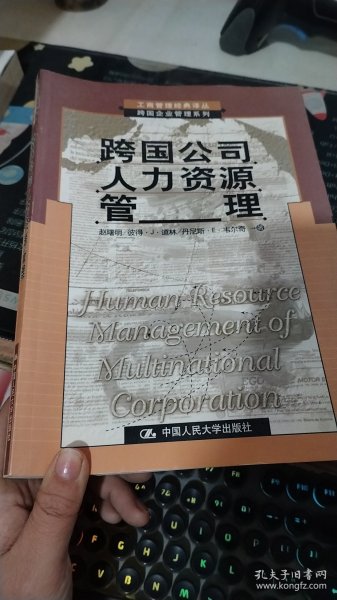 工商管理经典译丛
跨国企业管理系列
跨国公司
人力资源
管 理
赵曙明/彼得·J·道林/丹尼斯·E·韦尔奇 著
Human Resource
Management of
Multinational
Corporation
中国人民大学出版社
孔夫子旧书网
www.kongfz.com